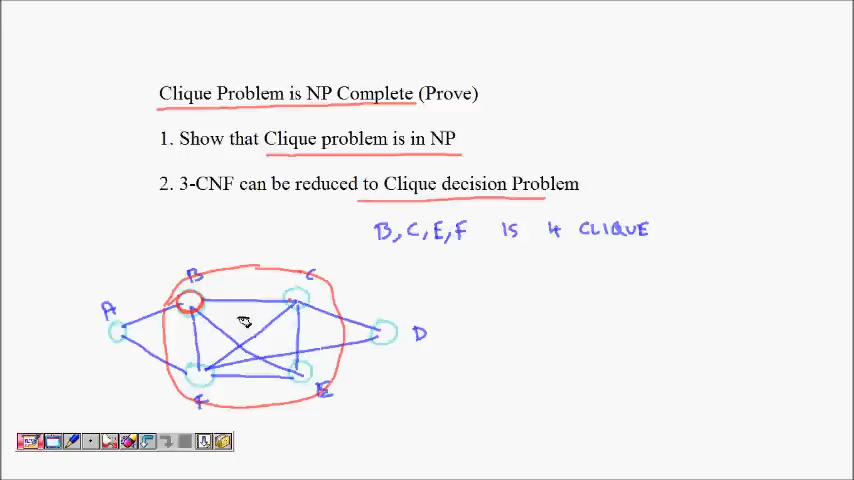 Clique Problem is NP Complete (Prove)
1. Show that Clique problem is in NP
2. 3-CNF can be reduced to Clique decision Problem
B, C, E, F IS 4 CLIQUE
B C
A
D
F E